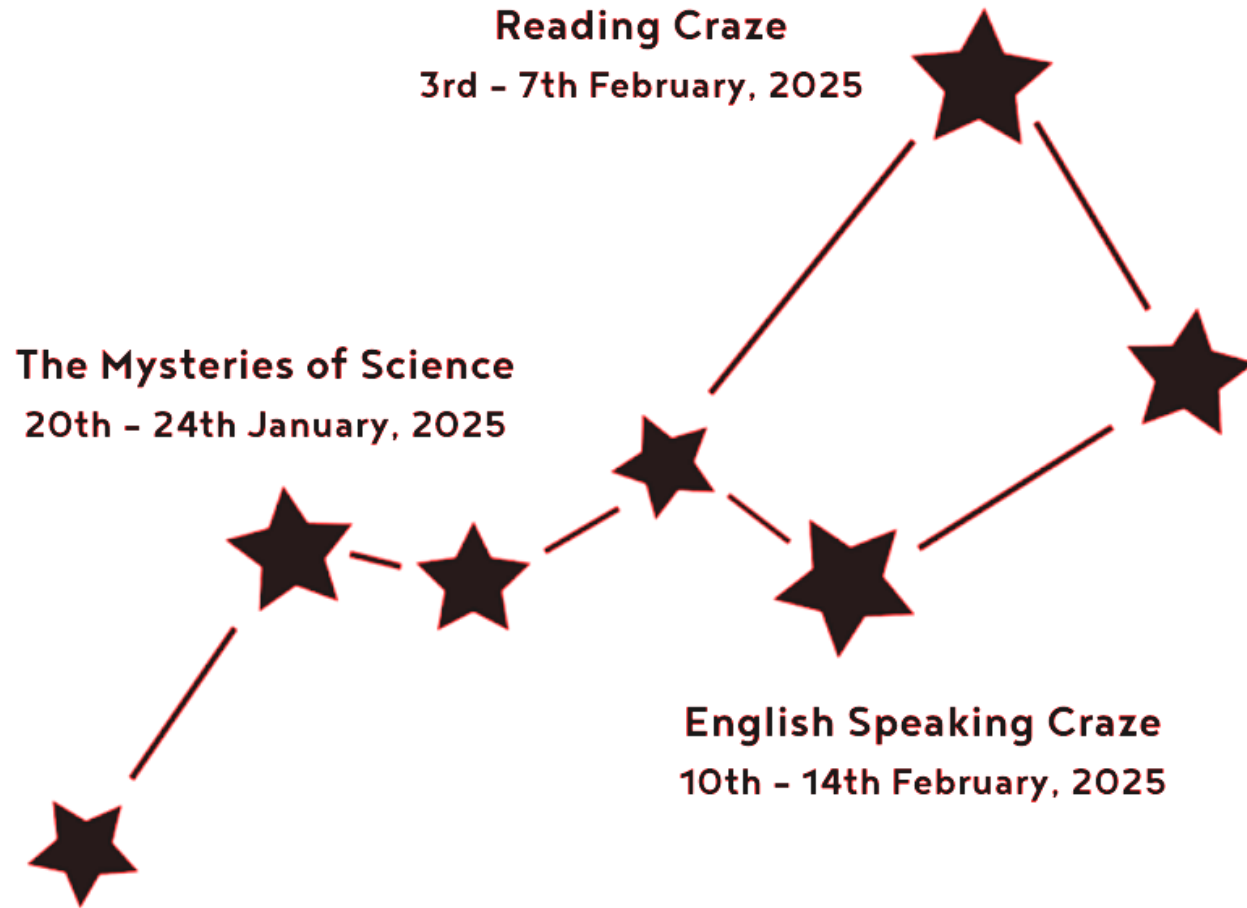 Reading Craze
3rd - 7th February, 2025
The Mysteries of Science
20th - 24th January, 2025
English Speaking Craze
10th - 14th February, 2025